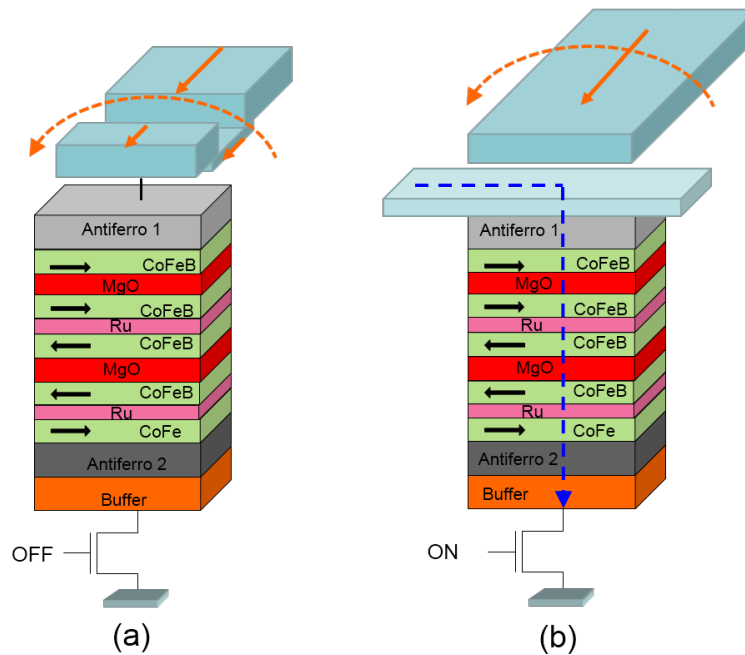 Antiferro 1
CoFeB
MgO
CoFeB
Ru
CoFeB
MgO
CoFeB
Ru
CoFe
Antiferro 2
Buffer
OFF
(a)
Antiferro 1
CoFeB
MgO
CoFeB
Ru
CoFeB
MgO
CoFeB
Ru
CoFe
Antiferro 2
Buffer
ON
(b)